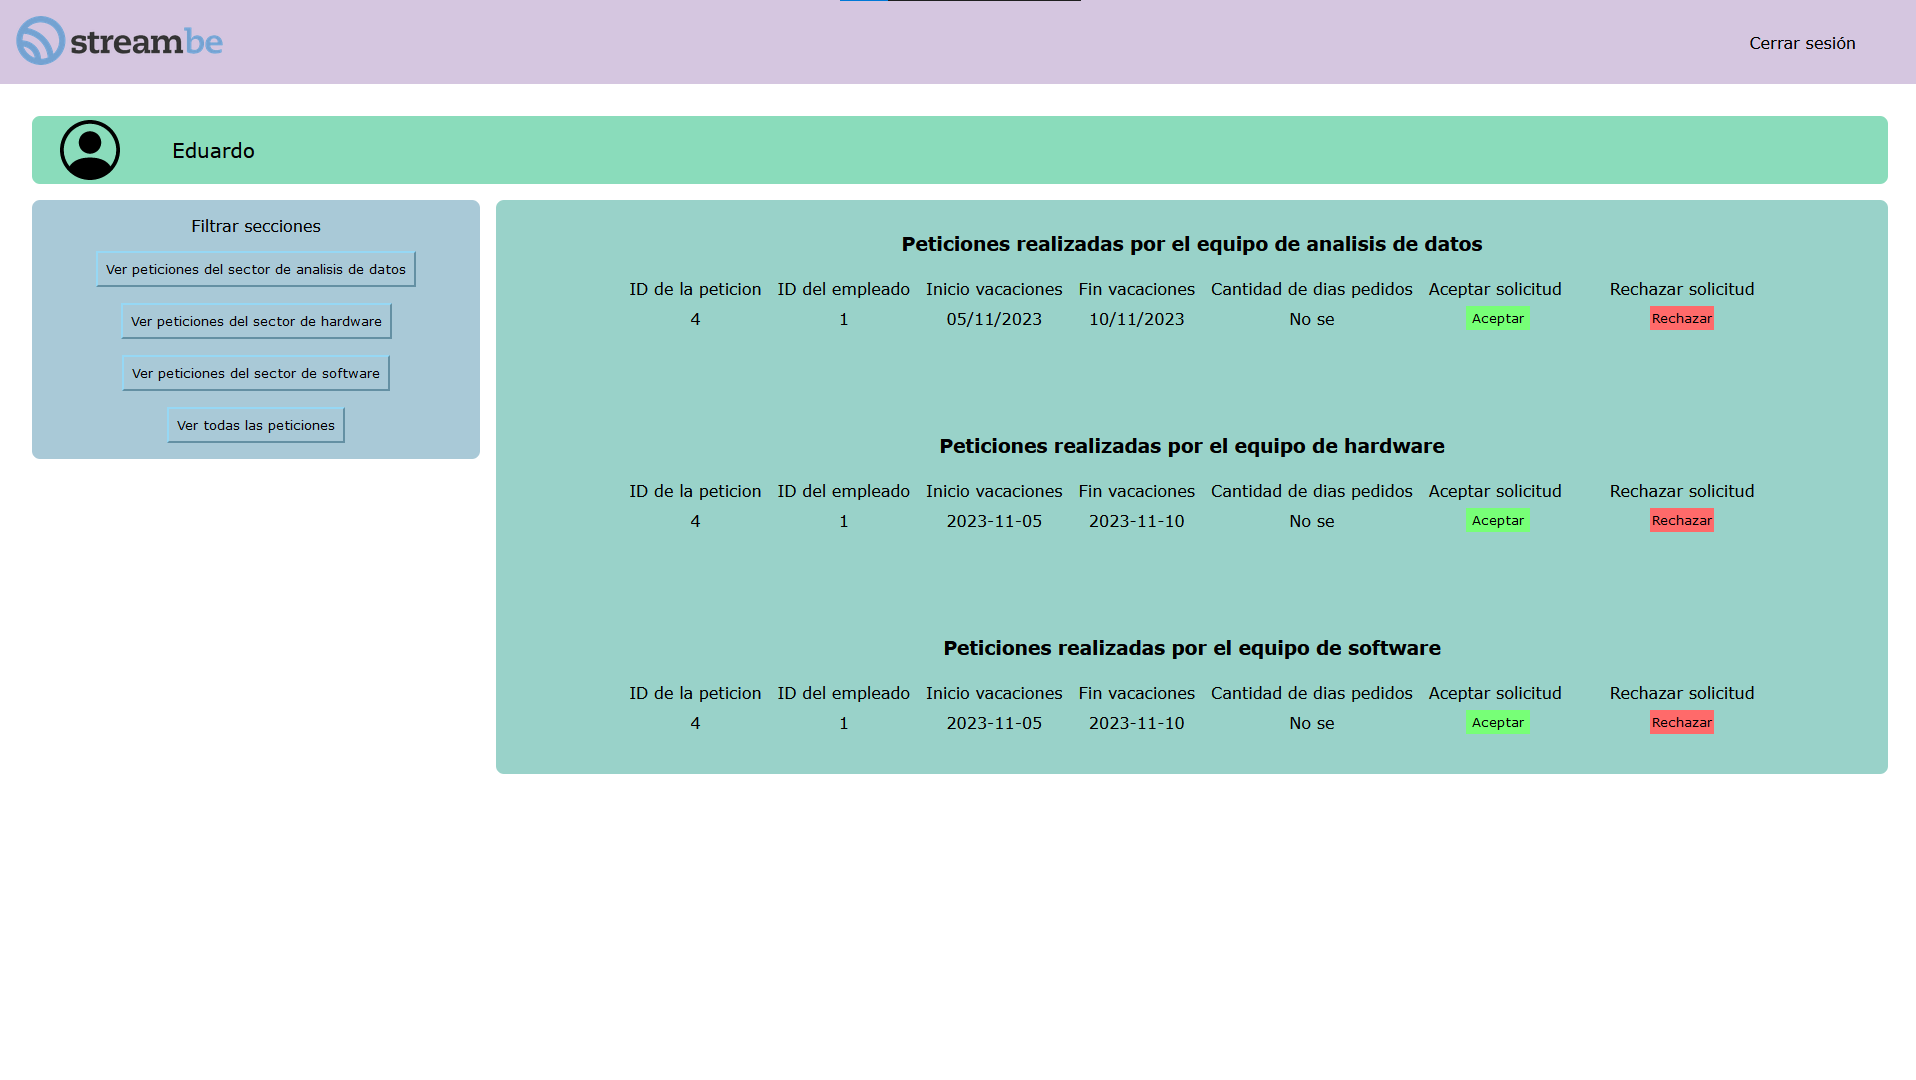 streambe
Cerrar sesión
Eduardo
Filtrar secciones
Ver peticiones del sector de analisis de datos
Ver peticiones del sector de hardware
Ver peticiones del sector de software
Ver todas las peticiones
Peticiones realizadas por el equipo de analisis de datos
ID de la peticion ID del empleado Inicio vacaciones Fin vacaciones Cantidad de dias pedidos Aceptar solicitud Rechazar solicitud
4 1 05/11/2023 10/11/2023 No se Aceptar Rechazar
Peticiones realizadas por el equipo de hardware
ID de la peticion ID del empleado Inicio vacaciones Fin vacaciones Cantidad de dias pedidos Aceptar solicitud Rechazar solicitud
4 1 2023-11-05 2023-11-10 No se Aceptar Rechazar
Peticiones realizadas por el equipo de software
ID de la peticion ID del empleado Inicio vacaciones Fin vacaciones Cantidad de dias pedidos Aceptar solicitud Rechazar solicitud
4 1 2023-11-05 2023-11-10 No se Aceptar Rechazar